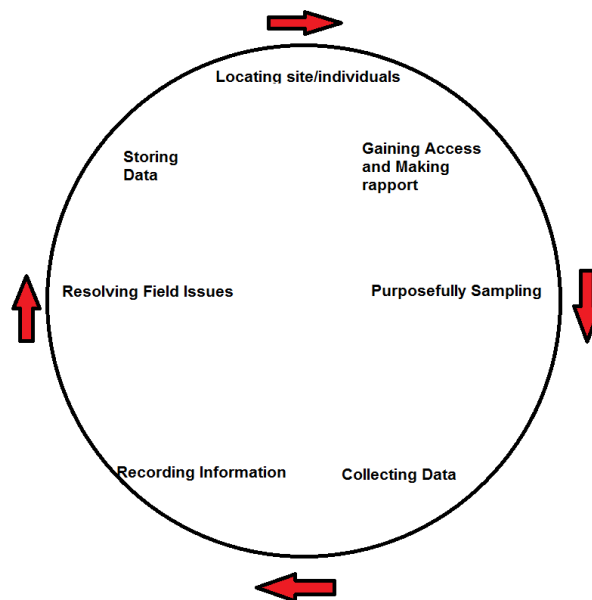 Locating site/individuals
Gaining Access
and Making
rapport
Purposefully Sampling
Collecting Data
Recording Information
Resolving Field Issues
Storing
Data